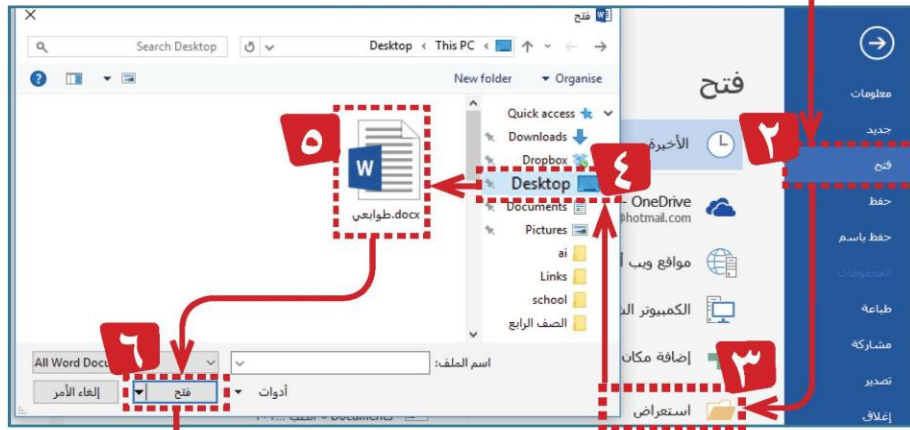 فتح
Desktop < This PC <
Search Desktop
Organise
New folder
Quick access
Downloads
Dropbox
Desktop
Documents
Pictures
ai
Links
school
الصف الرابع
طوابعي.docx
اسم الملف:
All Word
أدوات
فتح
إلغاء الأمر
٥
٤
٦
فتح
الأخيرة
OneDrive -
hotmail.com
مواقع ويب
الكمبيوتر
إضافة مكان
استعراض
٢
٣
معلومات
جديد
فتح
حفظ
حفظ باسم
المحفوظات
طباعة
مشاركة
تصدير
إغلاق